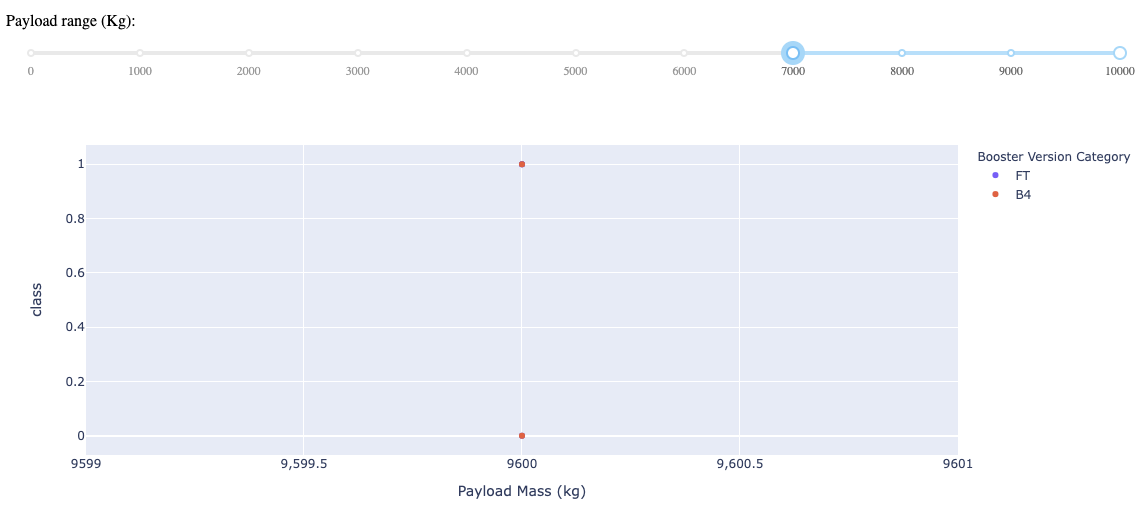 Payload range (Kg):
0 1000 2000 3000 4000 5000 6000 7000 8000 9000 10000
Booster Version Category
FT
B4
1
0.8
0.6
0.4
0.2
0
class
9599 9,599.5 9600 9,600.5 9601
Payload Mass (kg)